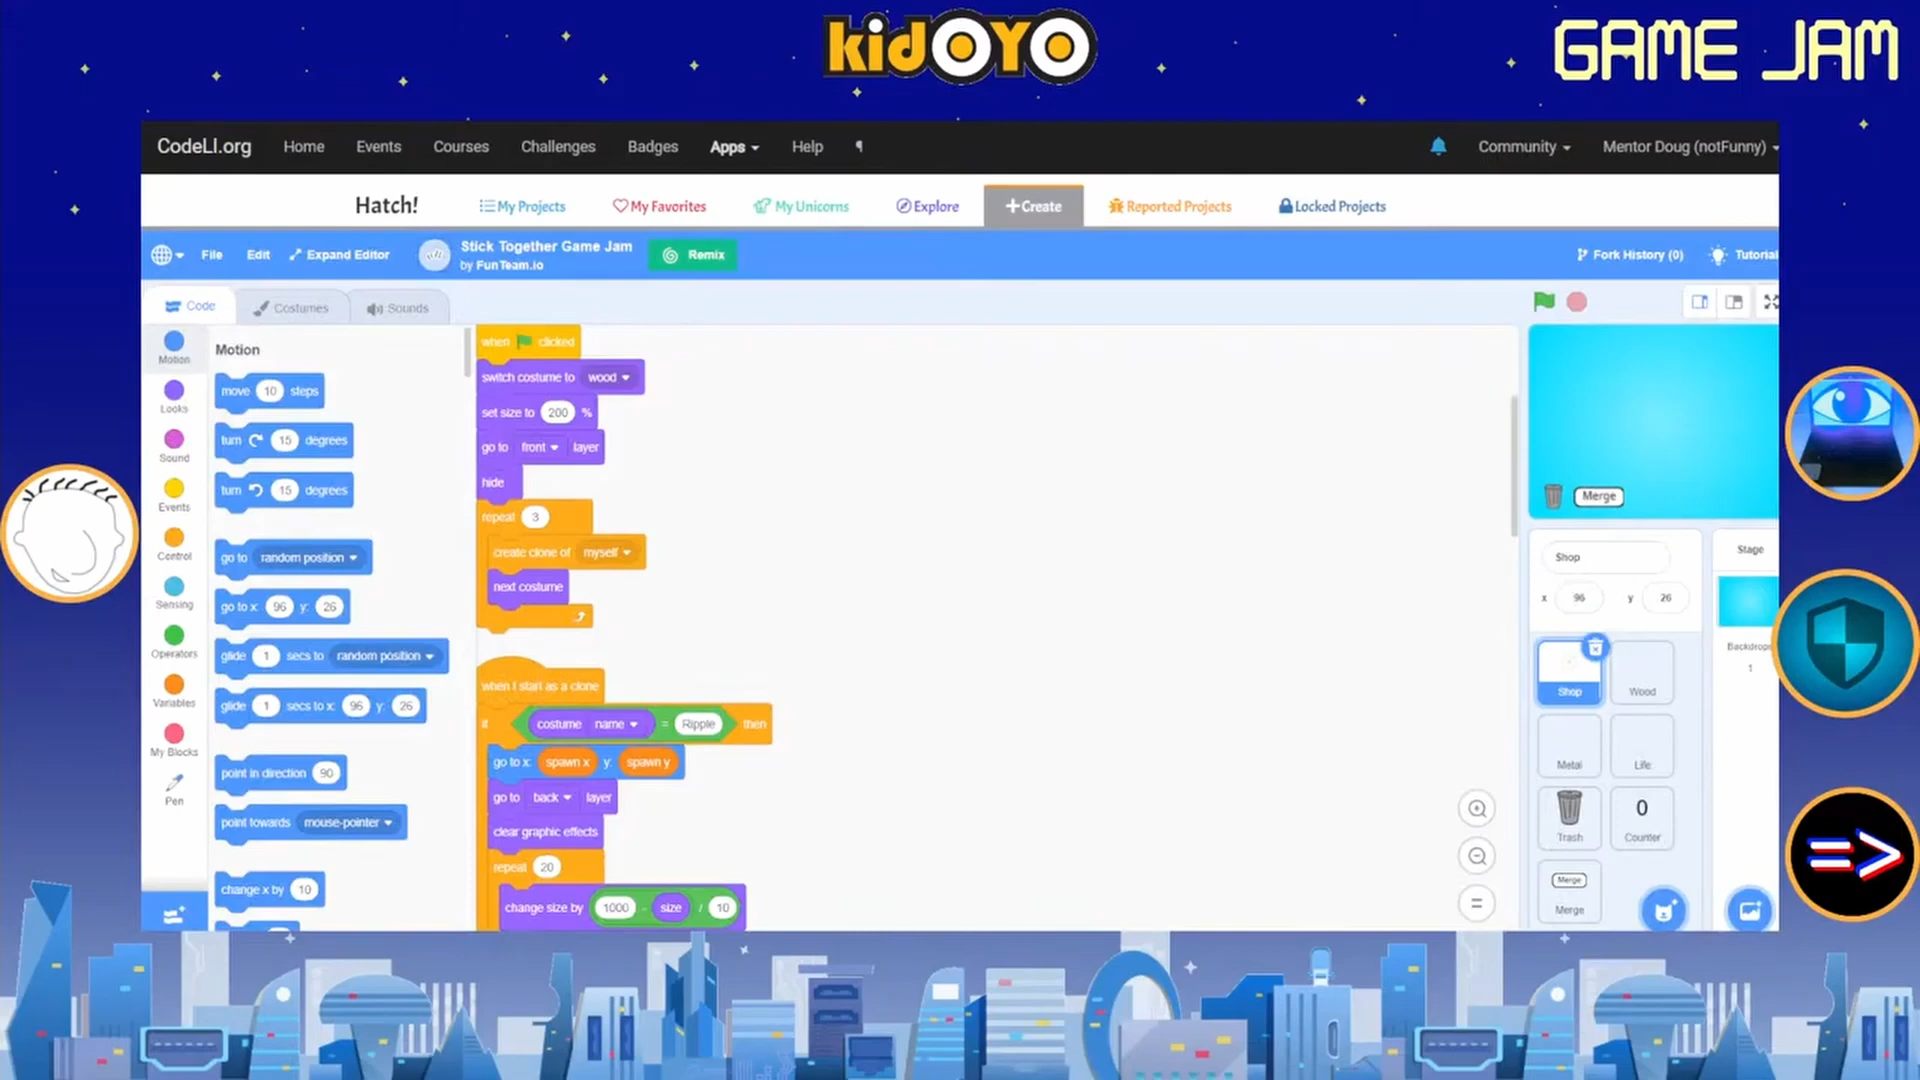 kidOYO
GAME JAM
CodeLI.org Home Events Courses Challenges Badges Apps Help ¶ Community Mentor Doug (notFunny)
Hatch! My Projects My Favorites My Unicorns Explore +Create Reported Projects Locked Projects
File Edit Expand Editor Stick Together Game Jam Remix Fork History (0) Tutorial
by FunTeam.io
Code Costumes Sounds
Motion
Looks
Sound
Events
Control
Sensing
Operators
Variables
My Blocks
Pen
Motion
move 10 steps
turn 15 degrees
turn 15 degrees
go to random position
go to x: 96 y: 26
glide 1 secs to random position
glide 1 secs to x: 96 y: 26
point in direction 90
point towards mouse-pointer
change x by 10
when clicked
switch costume to wood
set size to 200 %
go to front layer
hide
repeat 3
create clone of myself
next costume
when I start as a clone
if costume name = Ripple then
go to x: spawn x y: spawn y
go to back layer
clear graphic effects
repeat 20
change size by 1000 - size / 10
Merge
Shop
x 96 y 26
Stage
Backdrops
1
Shop
Wood
Metal
Life
Trash
0
Counter
Merge
Merge
=>